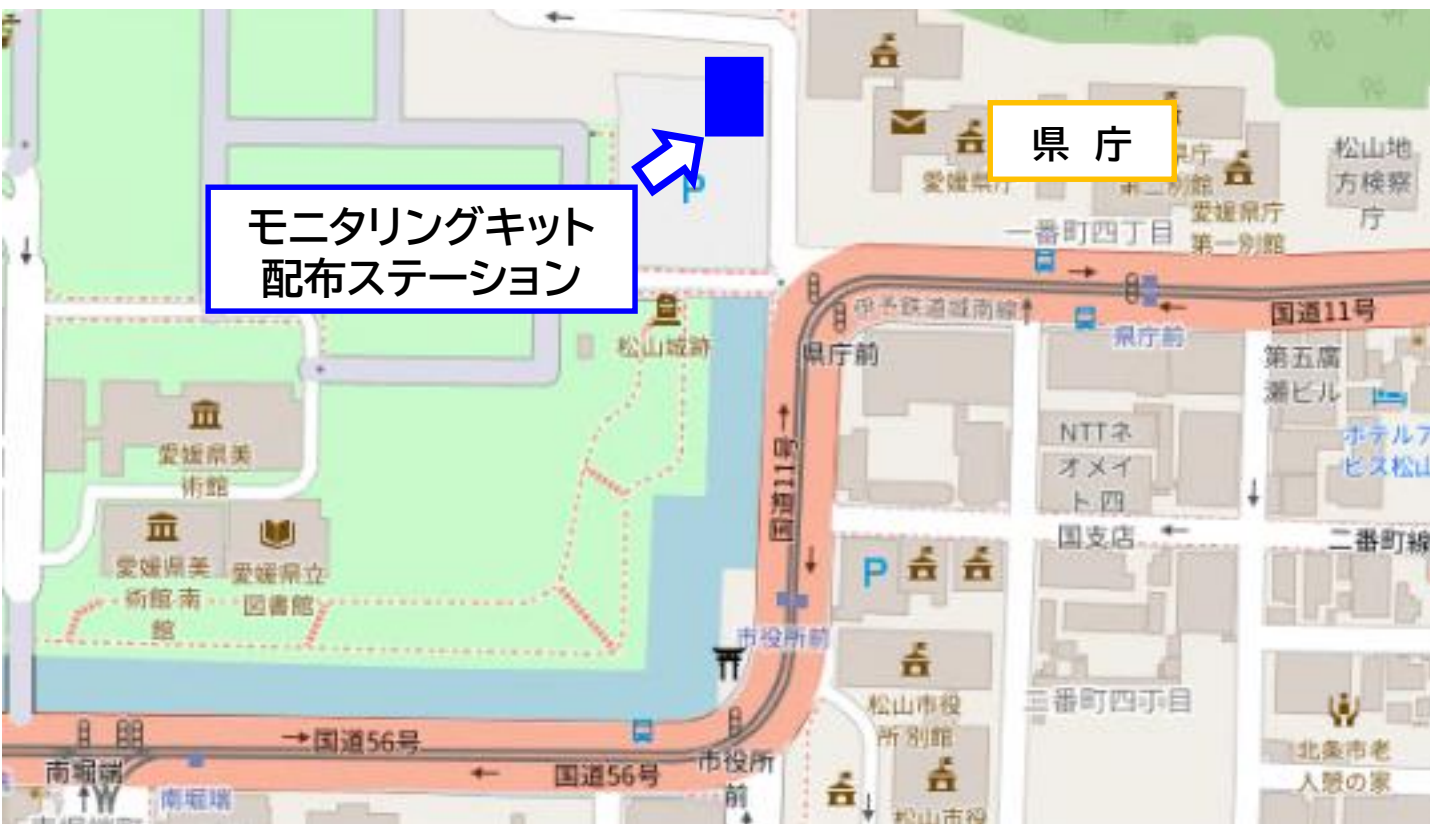 県 庁
モニタリングキット
配布ステーション
P
愛媛県庁
県庁
第二別館
愛媛県庁
第一別館
松山地
方検察
庁
一番町四丁目
伊予鉄道城南線
国道11号
県庁前
県庁前
松山城跡
第五廣
瀬ビル
ホテルア
ビス松山
NTTネ
オメイ
ト四
国支店
国道11号
二番町線
愛媛県美
術館
愛媛県美
術館 南
館
愛媛県立
図書館
P
市役所前
松山市役
所 別館
三番町四丁目
北条市老
人憩の家
国道56号
国道56号
市役所
前
南堀端
南堀端
松山市役